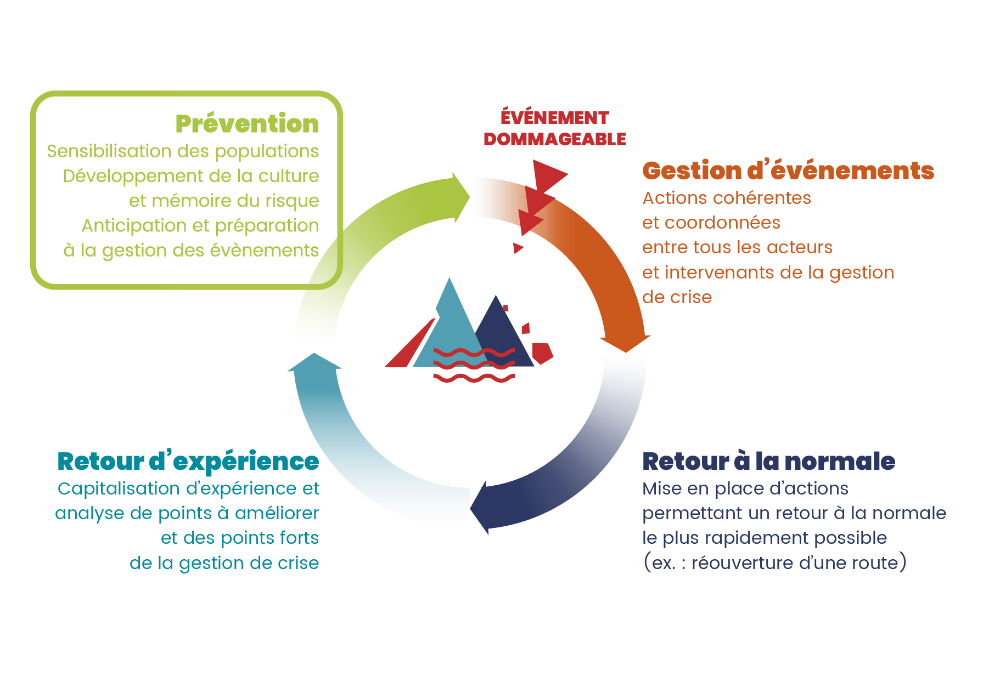 Prévention
Sensibilisation des populations
Développement de la culture
et mémoire du risque
Anticipation et préparation
à la gestion des évènements
ÉVÉNEMENT
DOMMAGEABLE
Gestion d’événements
Actions cohérentes
et coordonnées
entre tous les acteurs
et intervenants de la gestion
de crise
Retour d’expérience
Capitalisation d’expérience et
analyse de points à améliorer
et des points forts
de la gestion de crise
Retour à la normale
Mise en place d’actions
permettant un retour à la normale
le plus rapidement possible
(ex. : réouverture d’une route)